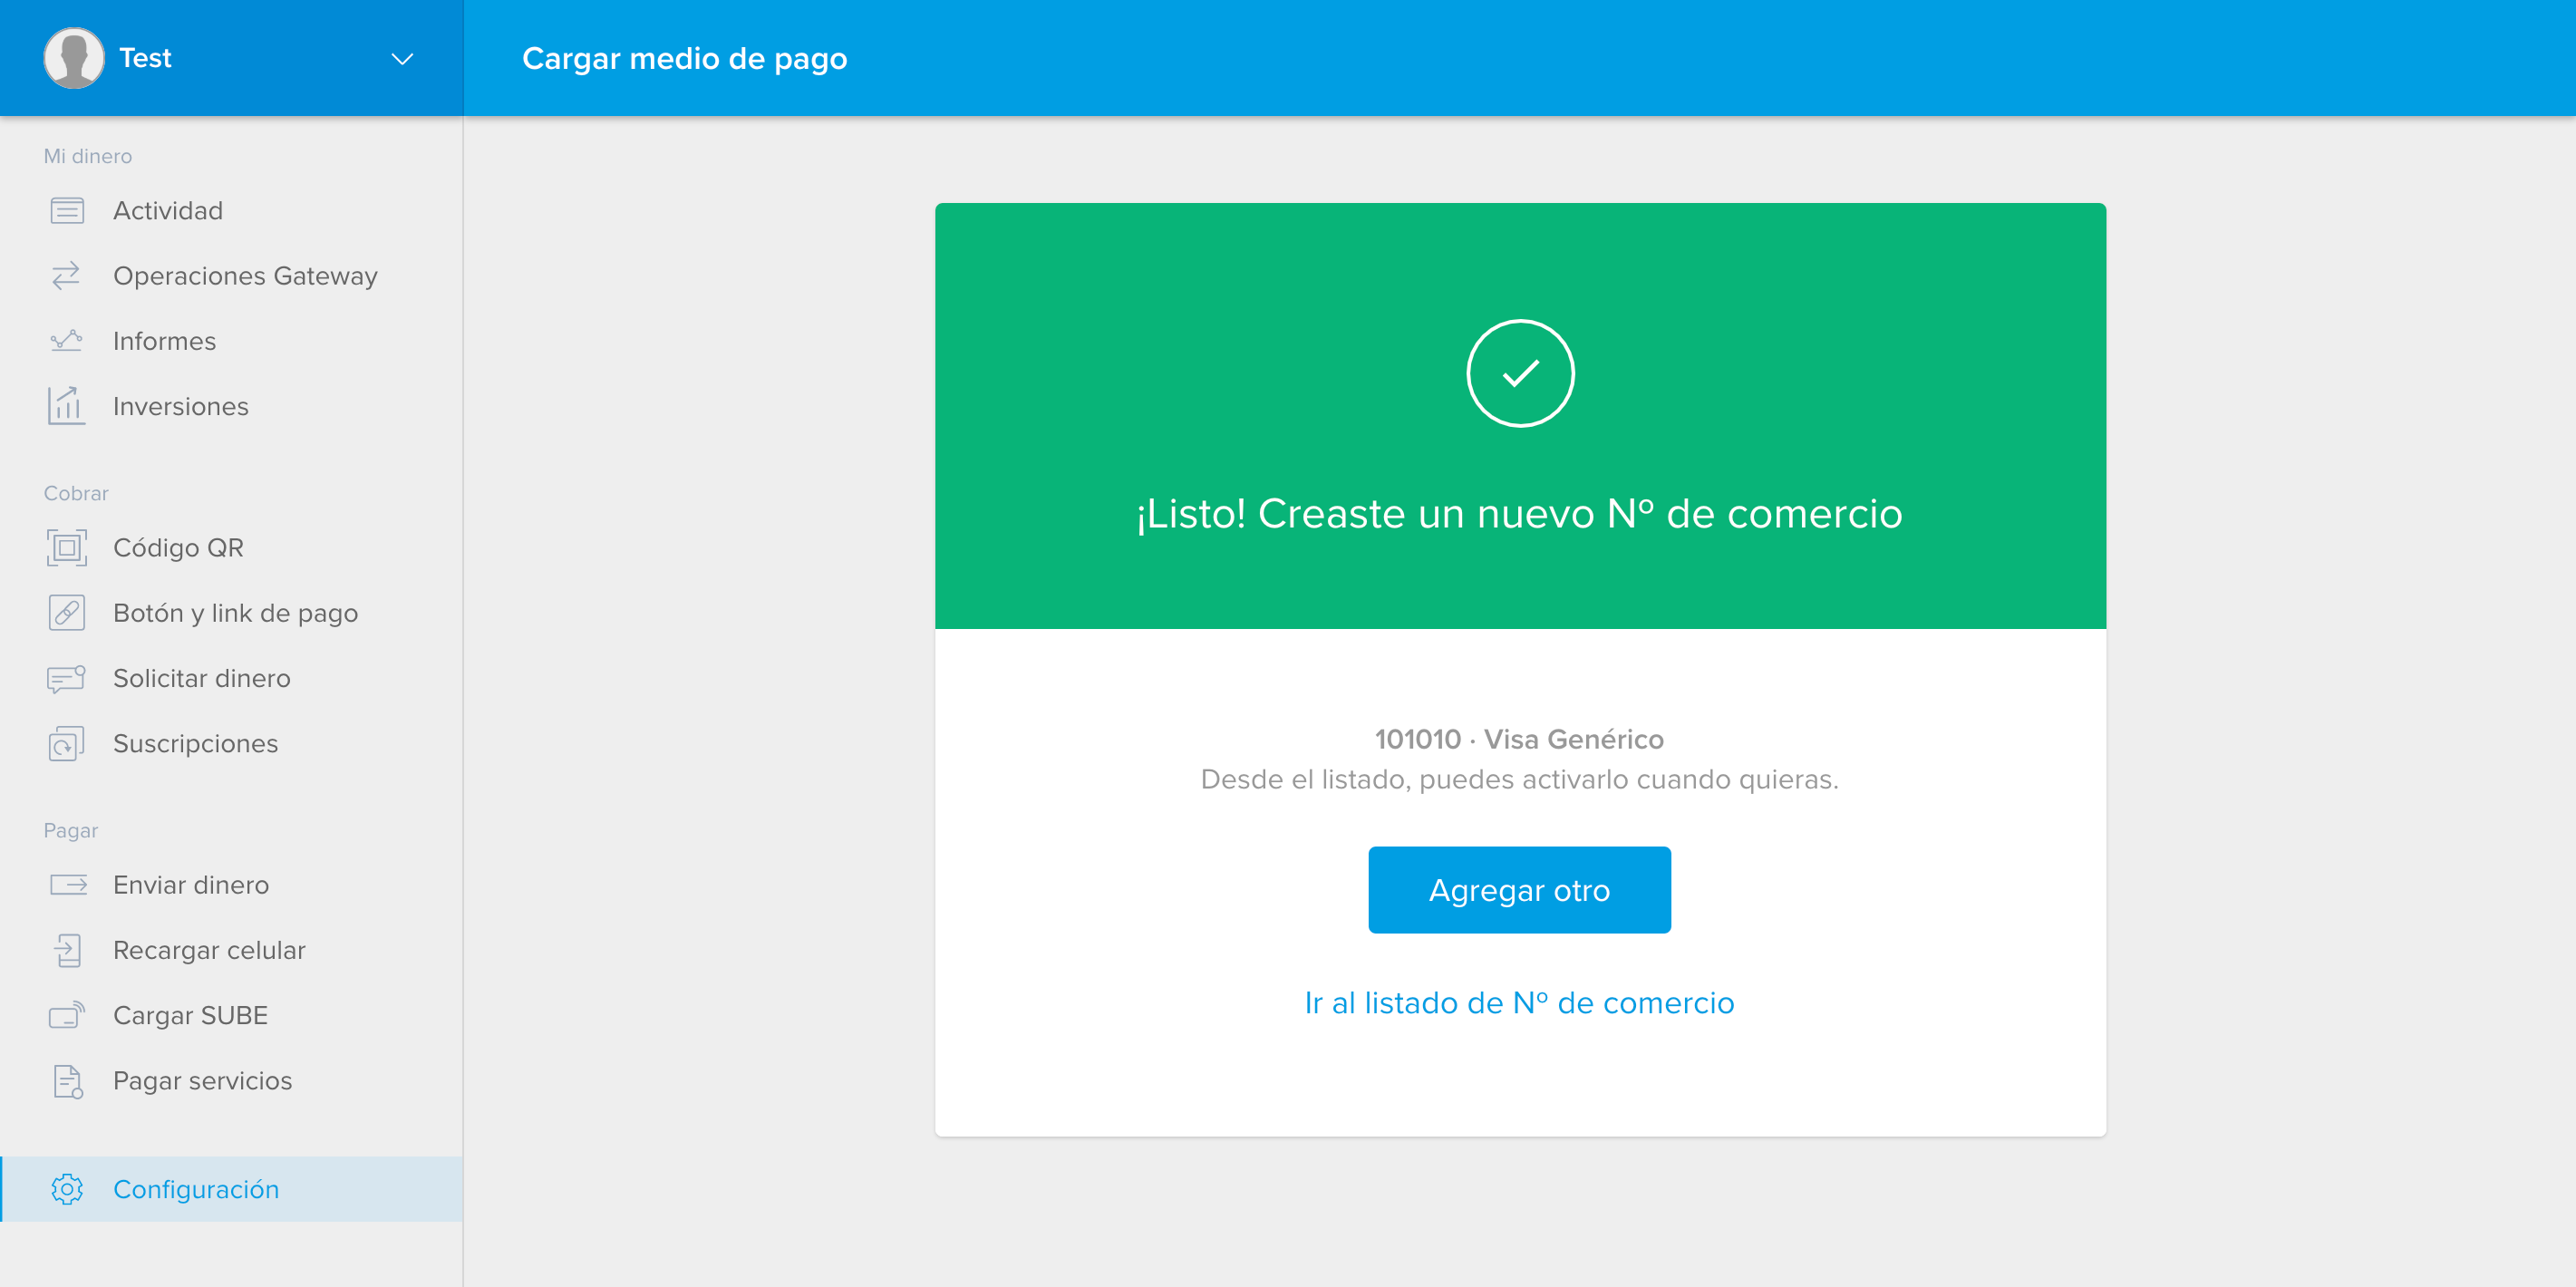 Test
Cargar medio de pago
Mi dinero
Actividad
Operaciones Gateway
Informes
Inversiones
Cobrar
Código QR
Botón y link de pago
Solicitar dinero
Suscripciones
Pagar
Enviar dinero
Recargar celular
Cargar SUBE
Pagar servicios
Configuración
¡Listo! Creaste un nuevo Nº de comercio
101010 · Visa Genérico
Desde el listado, puedes activarlo cuando quieras.
Agregar otro
Ir al listado de Nº de comercio